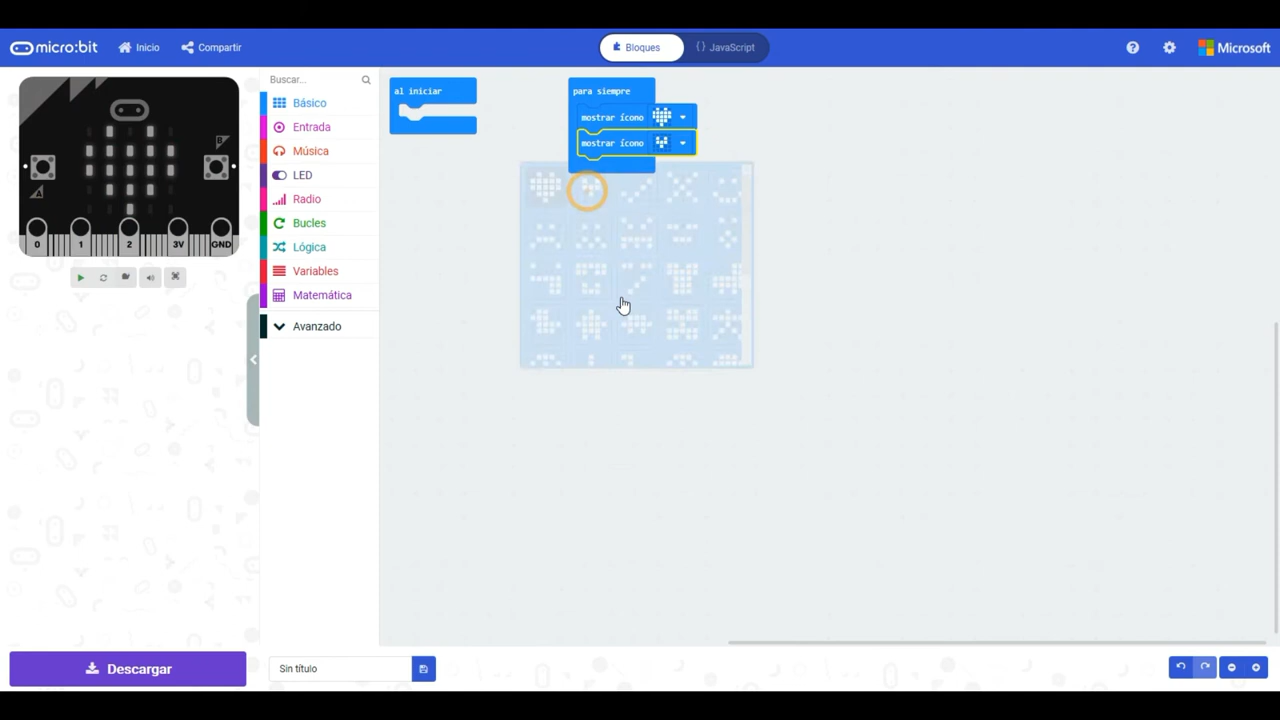 micro:bit
Inicio
Compartir
Bloques
{} JavaScript
Microsoft
Buscar...
al iniciar
para siempre
mostrar ícono
mostrar ícono
Básico
Entrada
Música
LED
Radio
Bucles
Lógica
Variables
Matemática
Avanzado
A
B
0 1 2 3V GND
Descargar
Sin título